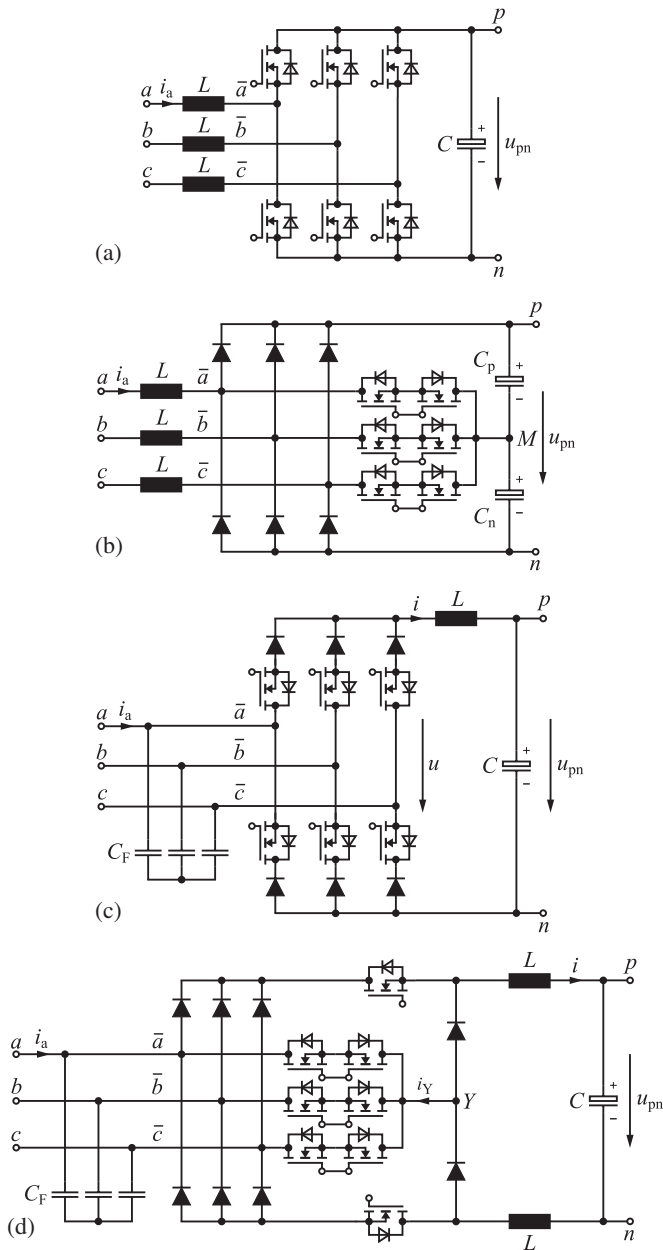 p
a i_a L ā
b L b̄
c L c̄
C + − u_pn
n
(a)
p
a i_a L ā
b L b̄
c L c̄
C_p + −
M u_pn
C_n + −
n
(b)
i L p
a i_a ā
b b̄
c c̄
u
C + − u_pn
C_F
n
(c)
L i p
a i_a ā
b b̄
c c̄
i_Y Y
C + − u_pn
C_F
L n
(d)